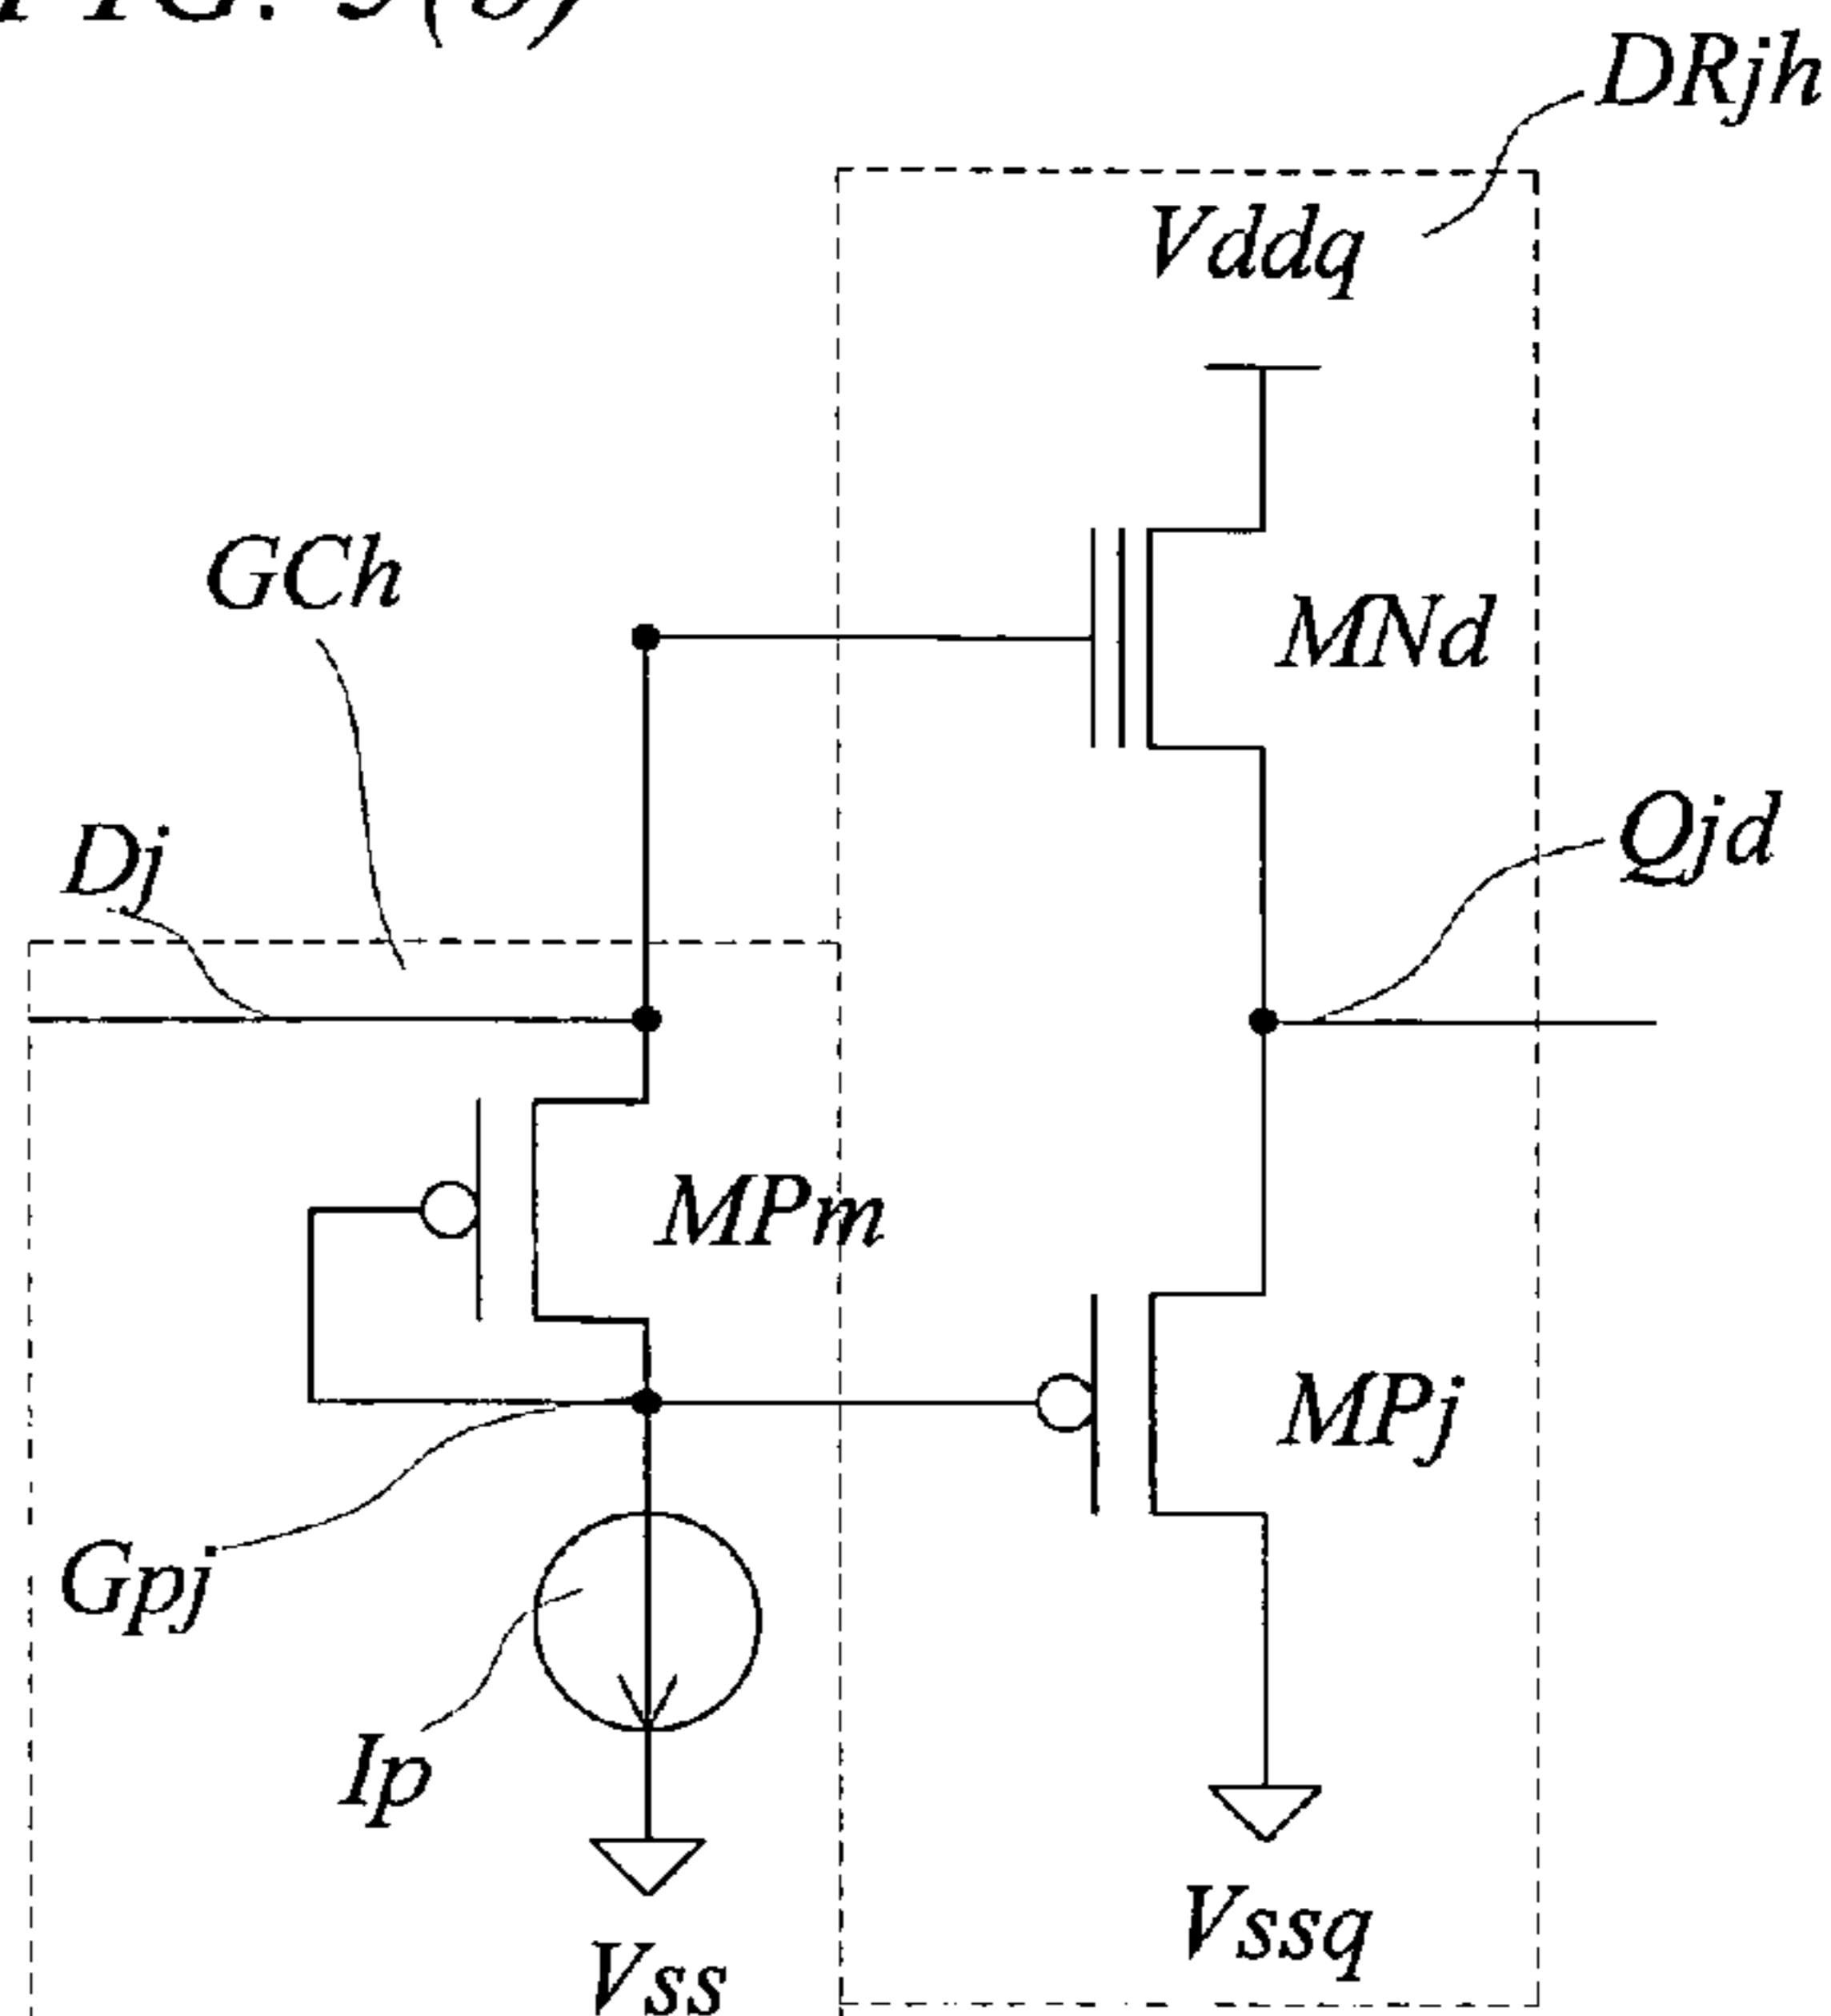 DRjh
Vddq
GCh
MNd
Dj
Qjd
MPm
MPj
Gpj
Ip
Vssq
Vss